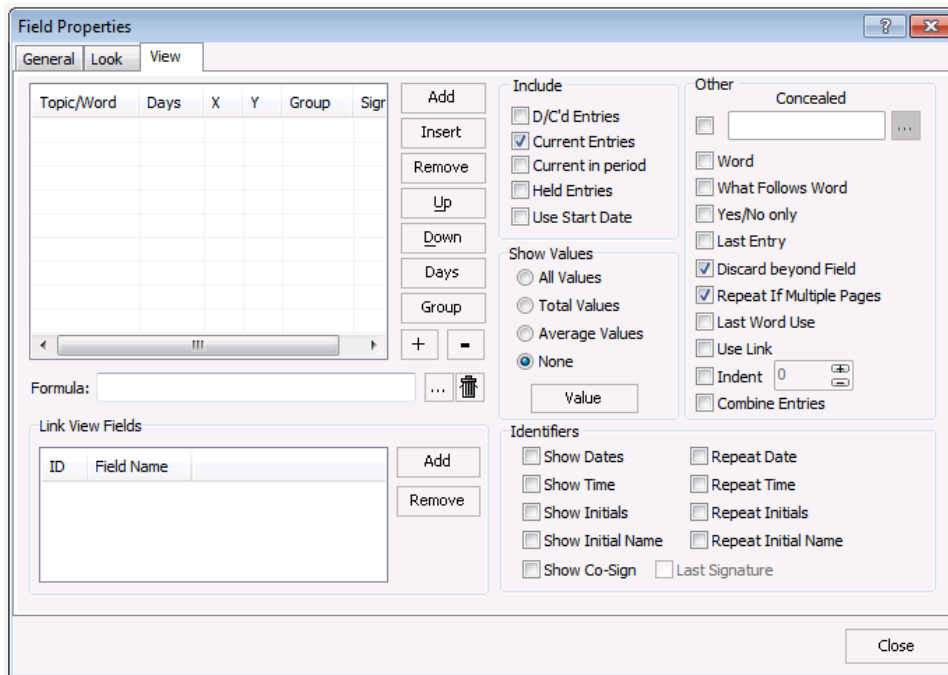 Field Properties
General Look View
Topic/Word Days X Y Group Sigr
Add
Insert
Remove
Up
Down
Days
Group
+ -
Formula: ...
Link View Fields
ID Field Name
Add
Remove
Include
D/C'd Entries
Current Entries
Current in period
Held Entries
Use Start Date
Show Values
All Values
Total Values
Average Values
None
Value
Other
Concealed
...
Word
What Follows Word
Yes/No only
Last Entry
Discard beyond Field
Repeat If Multiple Pages
Last Word Use
Use Link
Indent 0
Combine Entries
Identifiers
Show Dates Repeat Date
Show Time Repeat Time
Show Initials Repeat Initials
Show Initial Name Repeat Initial Name
Show Co-Sign Last Signature
Close